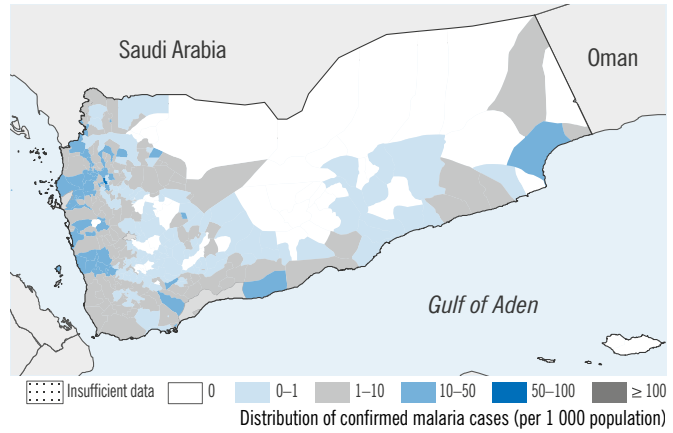 Saudi Arabia
Oman
Gulf of Aden
Insufficient data 0 0–1 1–10 10–50 50–100 ≥ 100
Distribution of confirmed malaria cases (per 1 000 population)